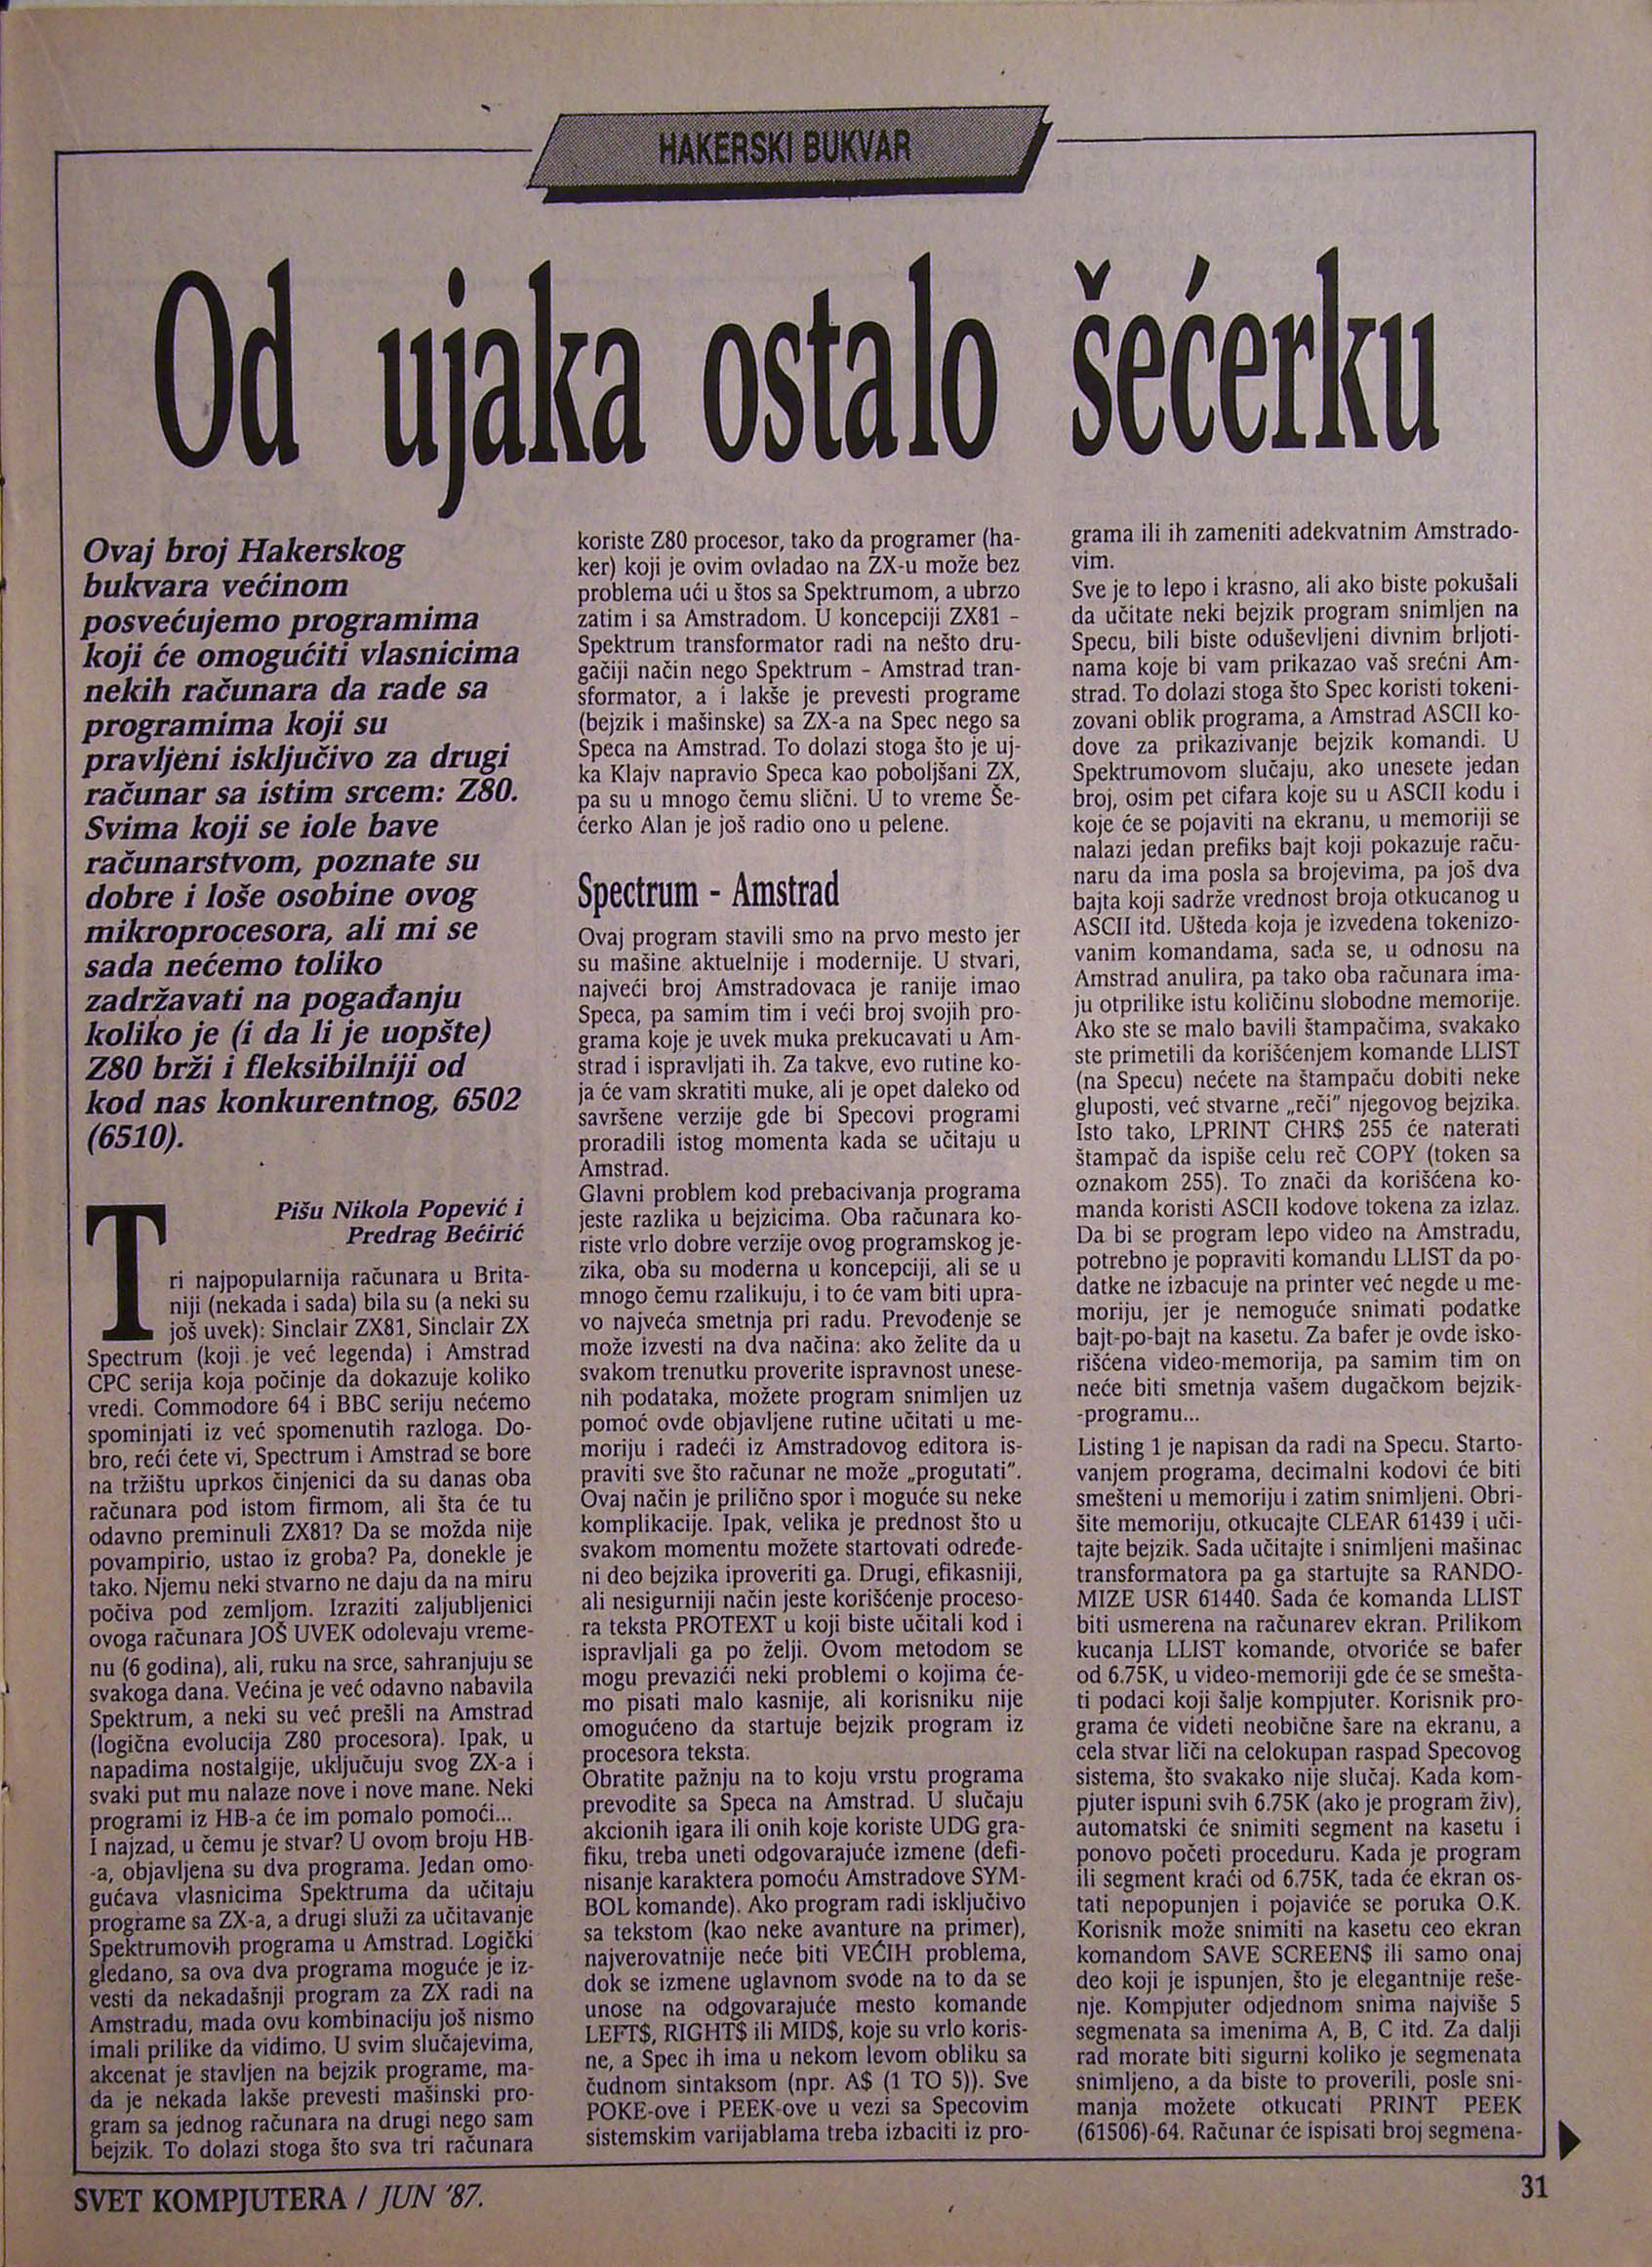 HAKERSKI BUKVAR
Od ujaka ostalo šećerku
Ovaj broj Hakerskog
bukvara većinom
posvećujemo programima
koji će omogućiti vlasnicima
nekih računara da rade sa
programima koji su
pravljeni isključivo za drugi
računar sa istim srcem: Z80.
Svima koji se iole bave
računarstvom, poznate su
dobre i loše osobine ovog
mikroprocesora, ali mi se
sada nećemo toliko
zadržavati na pogađanju
koliko je (i da li je uopšte)
Z80 brži i fleksibilniji od
kod nas konkurentnog, 6502
(6510).
Pišu Nikola Popević i
Predrag Bećirić
Tri najpopularnija računara u Brita-
niji (nekada i sada) bila su (a neki su
još uvek): Sinclair ZX81, Sinclair ZX
Spectrum (koji je već legenda) i Amstrad
CPC serija koja počinje da dokazuje koliko
vredi. Commodore 64 i BBC seriju nećemo
spominjati iz već spomenutih razloga. Do-
bro, reći ćete vi, Spectrum i Amstrad se bore
na tržištu uprkos činjenici da su danas oba
računara pod istom firmom, ali šta će tu
odavno preminuli ZX81? Da se možda nije
povampirio, ustao iz groba? Pa, donekle je
tako. Njemu neki stvarno ne daju da na miru
počiva pod zemljom. Izraziti zaljubljenici
ovoga računara JOŠ UVEK odolevaju vreme-
nu (6 godina), ali, ruku na srce, sahranjuju se
svakoga dana. Većina je već odavno nabavila
Spektrum, a neki su već prešli na Amstrad
(logična evolucija Z80 procesora). Ipak, u
napadima nostalgije, uključuju svog ZX-a i
svaki put mu nalaze nove i nove mane. Neki
programi iz HB-a će im pomalo pomoći...
I najzad, u čemu je stvar? U ovom broju HB-
-a, objavljena su dva programa. Jedan omo-
gućava vlasnicima Spektruma da učitaju
programe sa ZX-a, a drugi služi za učitavanje
Spektrumovih programa u Amstrad. Logički
gledano, sa ova dva programa moguće je iz-
vesti da nekadašnji program za ZX radi na
Amstradu, mada ovu kombinaciju još nismo
imali prilike da vidimo. U svim slučajevima,
akcenat je stavljen na bejzik programe, ma-
da je nekada lakše prevesti mašinski pro-
gram sa jednog računara na drugi nego sam
bejzik. To dolazi stoga što sva tri računara
koriste Z80 procesor, tako da programer (ha-
ker) koji je ovim ovladao na ZX-u može bez
problema ući u štos sa Spektrumom, a ubrzo
zatim i sa Amstradom. U koncepciji ZX81 -
Spektrum transformator radi na nešto dru-
gačiji način nego Spektrum - Amstrad tran-
sformator, a i lakše je prevesti programe
(bejzik i mašinske) sa ZX-a na Spec nego sa
Speca na Amstrad. To dolazi stoga što je uj-
ka Klajv napravio Speca kao poboljšani ZX,
pa su u mnogo čemu slični. U to vreme Še-
ćerko Alan je još radio ono u pelene.
Spectrum - Amstrad
Ovaj program stavili smo na prvo mesto jer
su mašine aktuelnije i modernije. U stvari,
najveći broj Amstradovaca je ranije imao
Speca, pa samim tim i veći broj svojih pro-
grama koje je uvek muka prekucavati u Am-
strad i ispravljati ih. Za takve, evo rutine ko-
ja će vam skratiti muke, ali je opet daleko od
savršene verzije gde bi Specovi programi
proradili istog momenta kada se učitaju u
Amstrad.
Glavni problem kod prebacivanja programa
jeste razlika u bejzicima. Oba računara ko-
riste vrlo dobre verzije ovog programskog je-
zika, oba su moderna u koncepciji, ali se u
mnogo čemu rzalikuju, i to će vam biti upra-
vo najveća smetnja pri radu. Prevođenje se
može izvesti na dva načina: ako želite da u
svakom trenutku proverite ispravnost unese-
nih podataka, možete program snimljen uz
pomoć ovde objavljene rutine učitati u me-
moriju i radeći iz Amstradovog editora is-
praviti sve što računar ne može „progutati".
Ovaj način je prilično spor i moguće su neke
komplikacije. Ipak, velika je prednost što u
svakom momentu možete startovati određe-
ni deo bejzika iproveriti ga. Drugi, efikasniji,
ali nesigurniji način jeste korišćenje proceso-
ra teksta PROTEXT u koji biste učitali kod i
ispravljali ga po želji. Ovom metodom se
mogu prevazići neki problemi o kojima će-
mo pisati malo kasnije, ali korisniku nije
omogućeno da startuje bejzik program iz
procesora teksta.
Obratite pažnju na to koju vrstu programa
prevodite sa Speca na Amstrad. U slučaju
akcionih igara ili onih koje koriste UDG gra-
fiku, treba uneti odgovarajuće izmene (defi-
nisanje karaktera pomoću Amstradove SYM-
BOL komande). Ako program radi isključivo
sa tekstom (kao neke avanture na primer),
najverovatnije neće biti VEĆIH problema,
dok se izmene uglavnom svode na to da se
unose na odgovarajuće mesto komande
LEFT$, RIGHT$ ili MID$, koje su vrlo koris-
ne, a Spec ih ima u nekom levom obliku sa
čudnom sintaksom (npr. A$ (1 TO 5)). Sve
POKE-ove i PEEK-ove u vezi sa Specovim
sistemskim varijablama treba izbaciti iz pro-
grama ili ih zameniti adekvatnim Amstrado-
vim.
Sve je to lepo i krasno, ali ako biste pokušali
da učitate neki bejzik program snimljen na
Specu, bili biste oduševljeni divnim brljoti-
nama koje bi vam prikazao vaš srećni Am-
strad. To dolazi stoga što Spec koristi tokeni-
zovani oblik programa, a Amstrad ASCII ko-
dove za prikazivanje bejzik komandi. U
Spektrumovom slučaju, ako unesete jedan
broj, osim pet cifara koje su u ASCII kodu i
koje će se pojaviti na ekranu, u memoriji se
nalazi jedan prefiks bajt koji pokazuje raču-
naru da ima posla sa brojevima, pa još dva
bajta koji sadrže vrednost broja otkucanog u
ASCII itd. Ušteda koja je izvedena tokenizo-
vanim komandama, sada se, u odnosu na
Amstrad anulira, pa tako oba računara ima-
ju otprilike istu količinu slobodne memorije.
Ako ste se malo bavili štampačima, svakako
ste primetili da korišćenjem komande LLIST
(na Specu) nećete na štampaču dobiti neke
gluposti, već stvarne „reči" njegovog bejzika.
Isto tako, LPRINT CHR$ 255 će naterati
štampač da ispiše celu reč COPY (token sa
oznakom 255). To znači da korišćena ko-
manda koristi ASCII kodove tokena za izlaz.
Da bi se program lepo video na Amstradu,
potrebno je popraviti komandu LLIST da po-
datke ne izbacuje na printer već negde u me-
moriju, jer je nemoguće snimati podatke
bajt-po-bajt na kasetu. Za bafer je ovde isko-
rišćena video-memorija, pa samim tim on
neće biti smetnja vašem dugačkom bejzik-
-programu...
Listing 1 je napisan da radi na Specu. Starto-
vanjem programa, decimalni kodovi će biti
smešteni u memoriju i zatim snimljeni. Obri-
šite memoriju, otkucajte CLEAR 61439 i uči-
tajte bejzik. Sada učitajte i snimljeni mašinac
transformatora pa ga startujte sa RANDO-
MIZE USR 61440. Sada će komanda LLIST
biti usmerena na računarev ekran. Prilikom
kucanja LLIST komande, otvoriće se bafer
od 6.75K, u video-memoriji gde će se smešta-
ti podaci koji šalje kompjuter. Korisnik pro-
grama će videti neobične šare na ekranu, a
cela stvar liči na celokupan raspad Specovog
sistema, što svakako nije slučaj. Kada kom-
pjuter ispuni svih 6.75K (ako je program živ),
automatski će snimiti segment na kasetu i
ponovo početi proceduru. Kada je program
ili segment kraći od 6.75K, tada će ekran os-
tati nepopunjen i pojaviće se poruka O.K.
Korisnik može snimiti na kasetu ceo ekran
komandom SAVE SCREEN$ ili samo onaj
deo koji je ispunjen, što je elegantnije reše-
nje. Kompjuter odjednom snima najviše 5
segmenata sa imenima A, B, C itd. Za dalji
rad morate biti sigurni koliko je segmenata
snimljeno, a da biste to proverili, posle sni-
manja možete otkucati PRINT PEEK
(61506)-64. Računar će ispisati broj segmena-
SVET KOMPJUTERA / JUN '87.
31